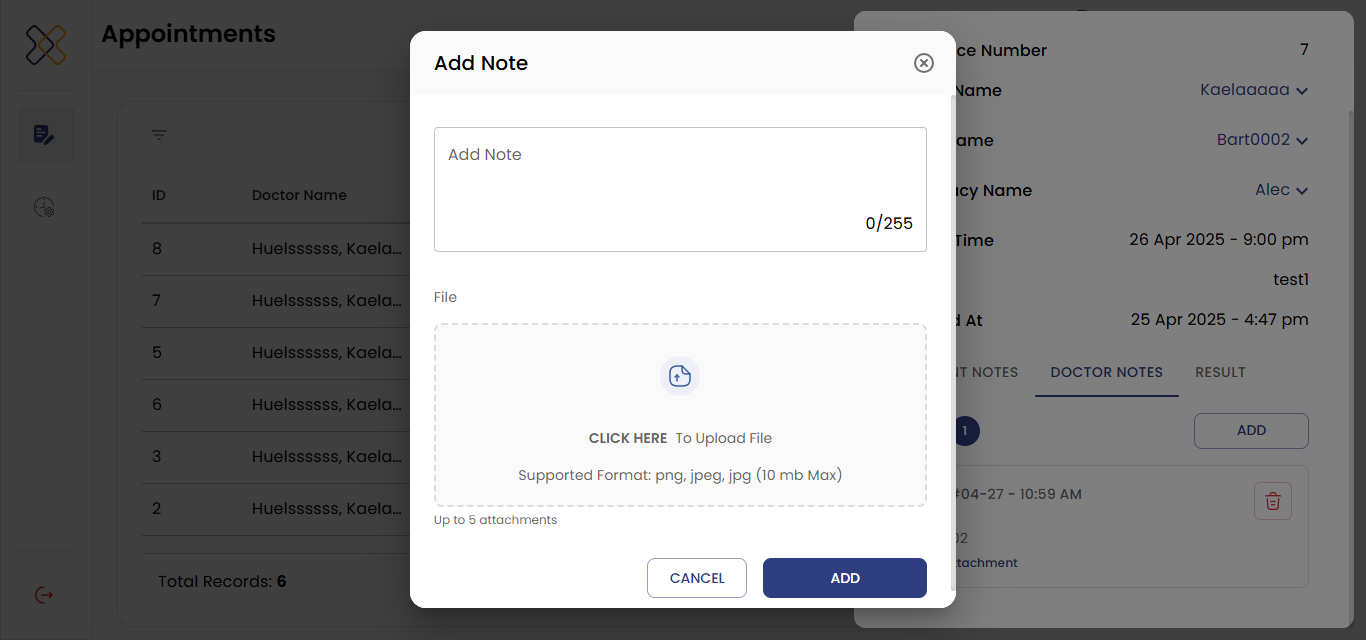 Appointments
ID Doctor Name
8 Huelssssss, Kaela...
7 Huelssssss, Kaela...
5 Huelssssss, Kaela...
6 Huelssssss, Kaela...
3 Huelssssss, Kaela...
2 Huelssssss, Kaela...
Total Records: 6
Add Note
Add Note
0/255
File
CLICK HERE To Upload File
Supported Format: png, jpeg, jpg (10 mb Max)
Up to 5 attachments
CANCEL ADD
ce Number 7
Name Kaelaaaaa
ame Bart0002
cy Name Alec
Time 26 Apr 2025 - 9:00 pm
test1
d At 25 Apr 2025 - 4:47 pm
NT NOTES DOCTOR NOTES RESULT
1 ADD
#04-27 - 10:59 AM
02
ttachment